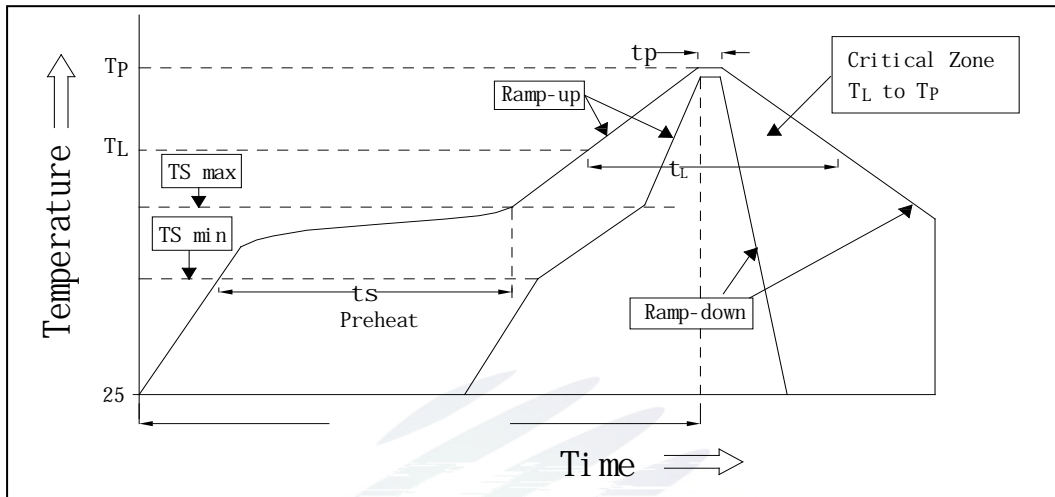 tp
TP
Critical Zone
TL to TP
Ramp-up
TL
tL
TS max
TS min
ts
Preheat
Ramp-down
25
Temperature
Time